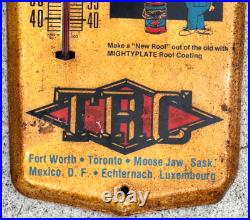 40 40
Make a "New Roof" out of the old with
MIGHTYPLATE Roof Coating
TRC
Fort Worth • Toronto • Moose Jaw, Sask.
Mexico, D. F. • Echternach, Luxembourg